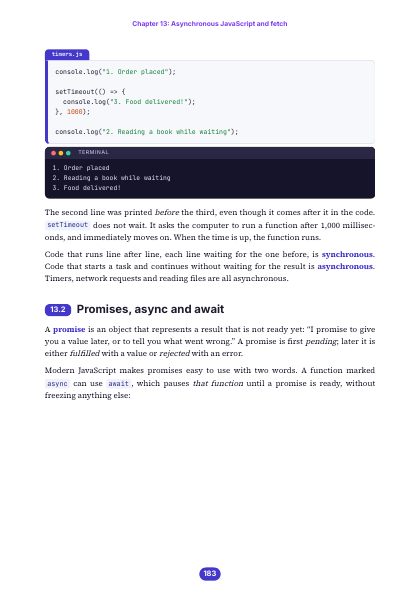 Chapter 13: Asynchronous JavaScript and fetch
timers.js
console.log("1. Order placed");
setTimeout(() => {
  console.log("3. Food delivered!");
}, 1000);
console.log("2. Reading a book while waiting");
TERMINAL
1. Order placed
2. Reading a book while waiting
3. Food delivered!
The second line was printed before the third, even though it comes after it in the code.
setTimeout does not wait. It asks the computer to run a function after 1,000 millisec-
onds, and immediately moves on. When the time is up, the function runs.
Code that runs line after line, each line waiting for the one before, is synchronous.
Code that starts a task and continues without waiting for the result is asynchronous.
Timers, network requests and reading files are all asynchronous.
13.2 Promises, async and await
A promise is an object that represents a result that is not ready yet: “I promise to give
you a value later, or to tell you what went wrong.” A promise is first pending; later it is
either fulfilled with a value or rejected with an error.
Modern JavaScript makes promises easy to use with two words. A function marked
async can use await, which pauses that function until a promise is ready, without
freezing anything else:
183